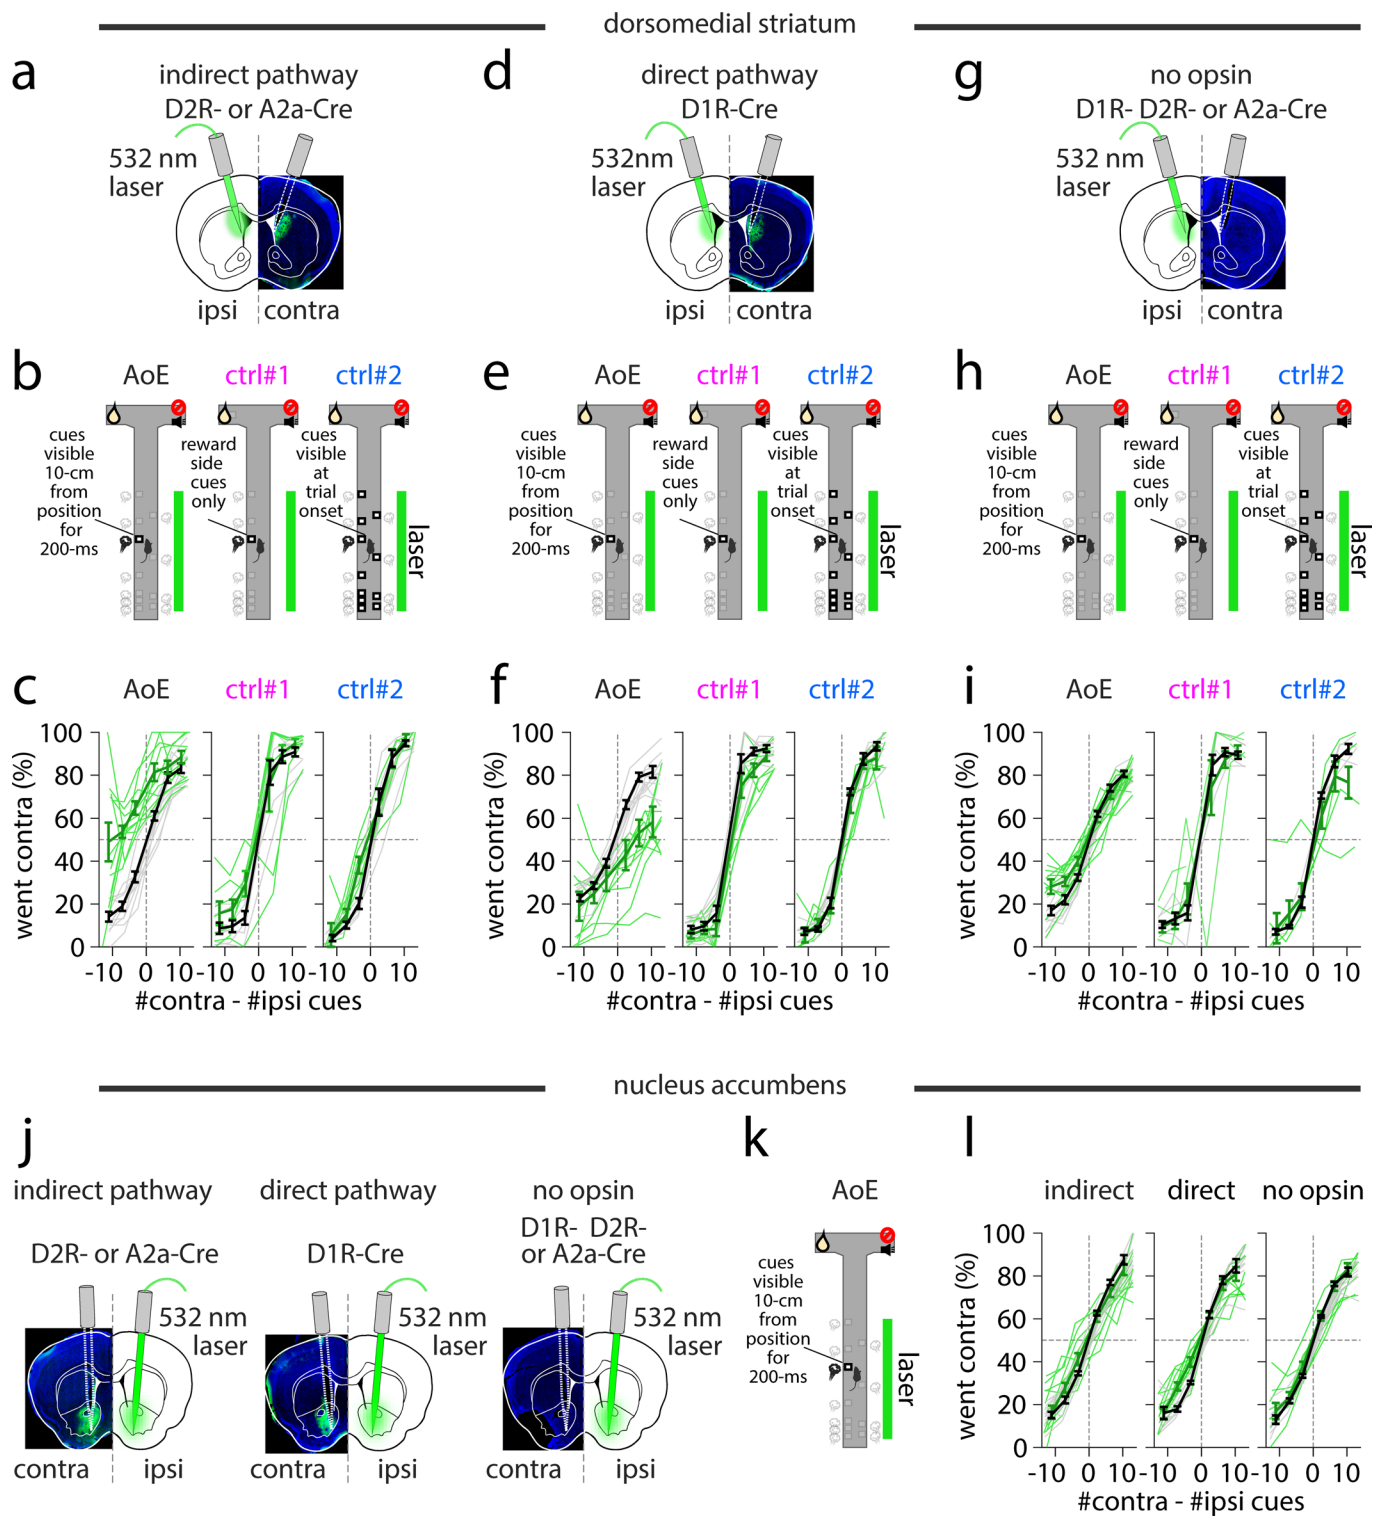 dorsomedial striatum
a
indirect pathway
D2R- or A2a-Cre
532 nm
laser
ipsi
contra
d
direct pathway
D1R-Cre
532nm
laser
ipsi
contra
g
no opsin
D1R- D2R- or A2a-Cre
532 nm
laser
ipsi
contra
b
AoE
ctrl#1
ctrl#2
cues
visible
10-cm
from
position
for
200-ms
reward
side
cues
only
cues
visible
at
trial
onset
laser
e
AoE
ctrl#1
ctrl#2
cues
visible
10-cm
from
position
for
200-ms
reward
side
cues
only
cues
visible
at
trial
onset
laser
h
AoE
ctrl#1
ctrl#2
cues
visible
10-cm
from
position
for
200-ms
reward
side
cues
only
cues
visible
at
trial
onset
laser
c
AoE
ctrl#1
ctrl#2
went contra (%)
100
80
60
40
20
0
-10 0 10
-10 0 10
-10 0 10
#contra - #ipsi cues
f
AoE
ctrl#1
ctrl#2
went contra (%)
100
80
60
40
20
0
-10 0 10
-10 0 10
-10 0 10
#contra - #ipsi cues
i
AoE
ctrl#1
ctrl#2
went contra (%)
100
80
60
40
20
0
-10 0 10
-10 0 10
-10 0 10
#contra - #ipsi cues
nucleus accumbens
j
indirect pathway
D2R- or A2a-Cre
532 nm
laser
contra
ipsi
direct pathway
D1R-Cre
532 nm
laser
contra
ipsi
no opsin
D1R- D2R-
or A2a-Cre
532 nm
laser
contra
ipsi
k
AoE
cues
visible
10-cm
from
position
for
200-ms
laser
l
indirect
direct
no opsin
went contra (%)
100
80
60
40
20
0
-10 0 10
-10 0 10
-10 0 10
#contra - #ipsi cues